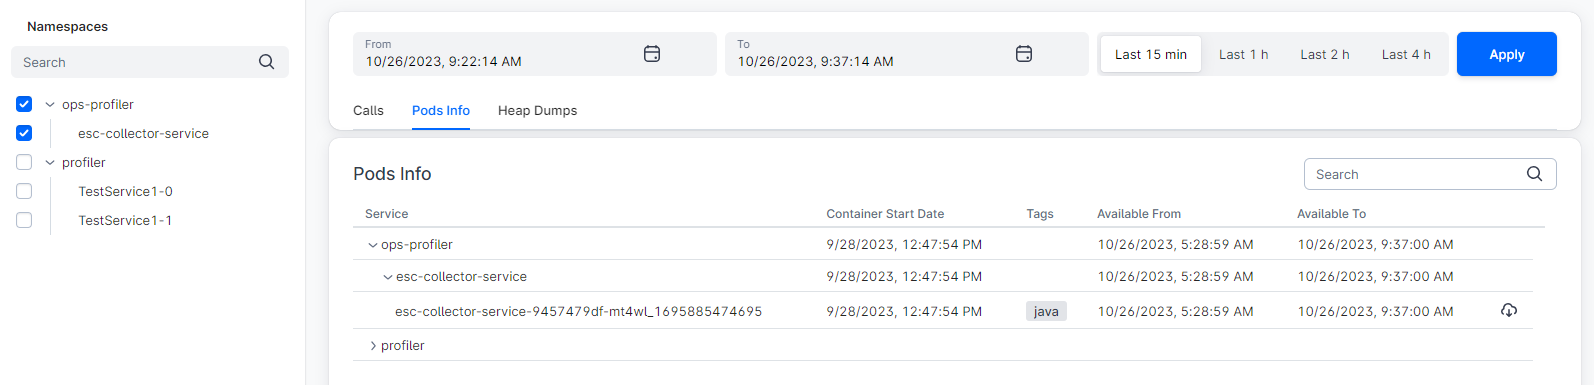 Namespaces
Search
ops-profiler
esc-collector-service
profiler
TestService1-0
TestService1-1
From
10/26/2023, 9:22:14 AM
To
10/26/2023, 9:37:14 AM
Last 15 min
Last 1 h
Last 2 h
Last 4 h
Apply
Calls
Pods Info
Heap Dumps
Pods Info
Search
Service Container Start Date Tags Available From Available To
ops-profiler 9/28/2023, 12:47:54 PM 10/26/2023, 5:28:59 AM 10/26/2023, 9:37:00 AM
esc-collector-service 9/28/2023, 12:47:54 PM 10/26/2023, 5:28:59 AM 10/26/2023, 9:37:00 AM
esc-collector-service-9457479df-mt4wl_1695885474695 9/28/2023, 12:47:54 PM java 10/26/2023, 5:28:59 AM 10/26/2023, 9:37:00 AM
profiler